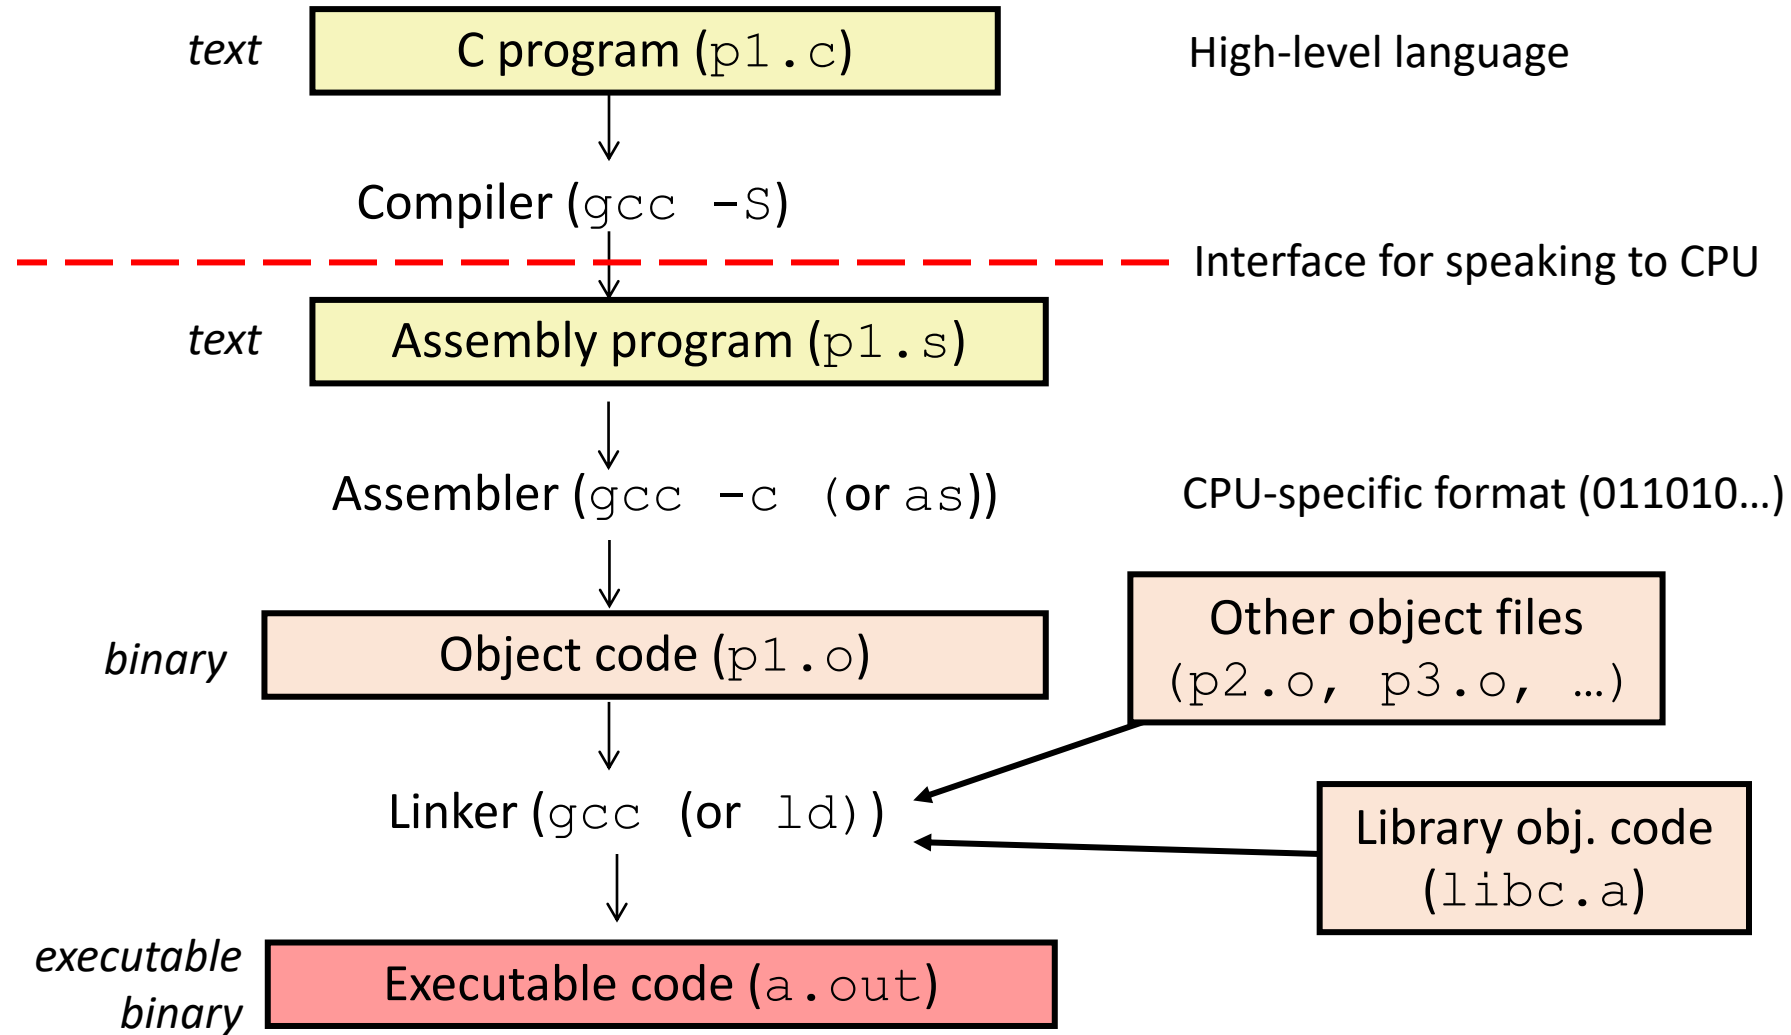 text
C program (p1.c)
High-level language
Compiler (gcc -S)
Interface for speaking to CPU
text
Assembly program (p1.s)
Assembler (gcc -c (or as))
CPU-specific format (011010…)
Other object files
(p2.o, p3.o, …)
binary
Object code (p1.o)
Linker (gcc (or ld))
Library obj. code
(libc.a)
executable
binary
Executable code (a.out)